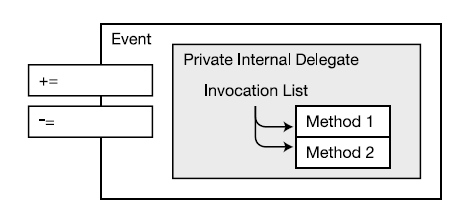 Event
Private Internal Delegate
+=
Invocation List
-=
Method 1
Method 2